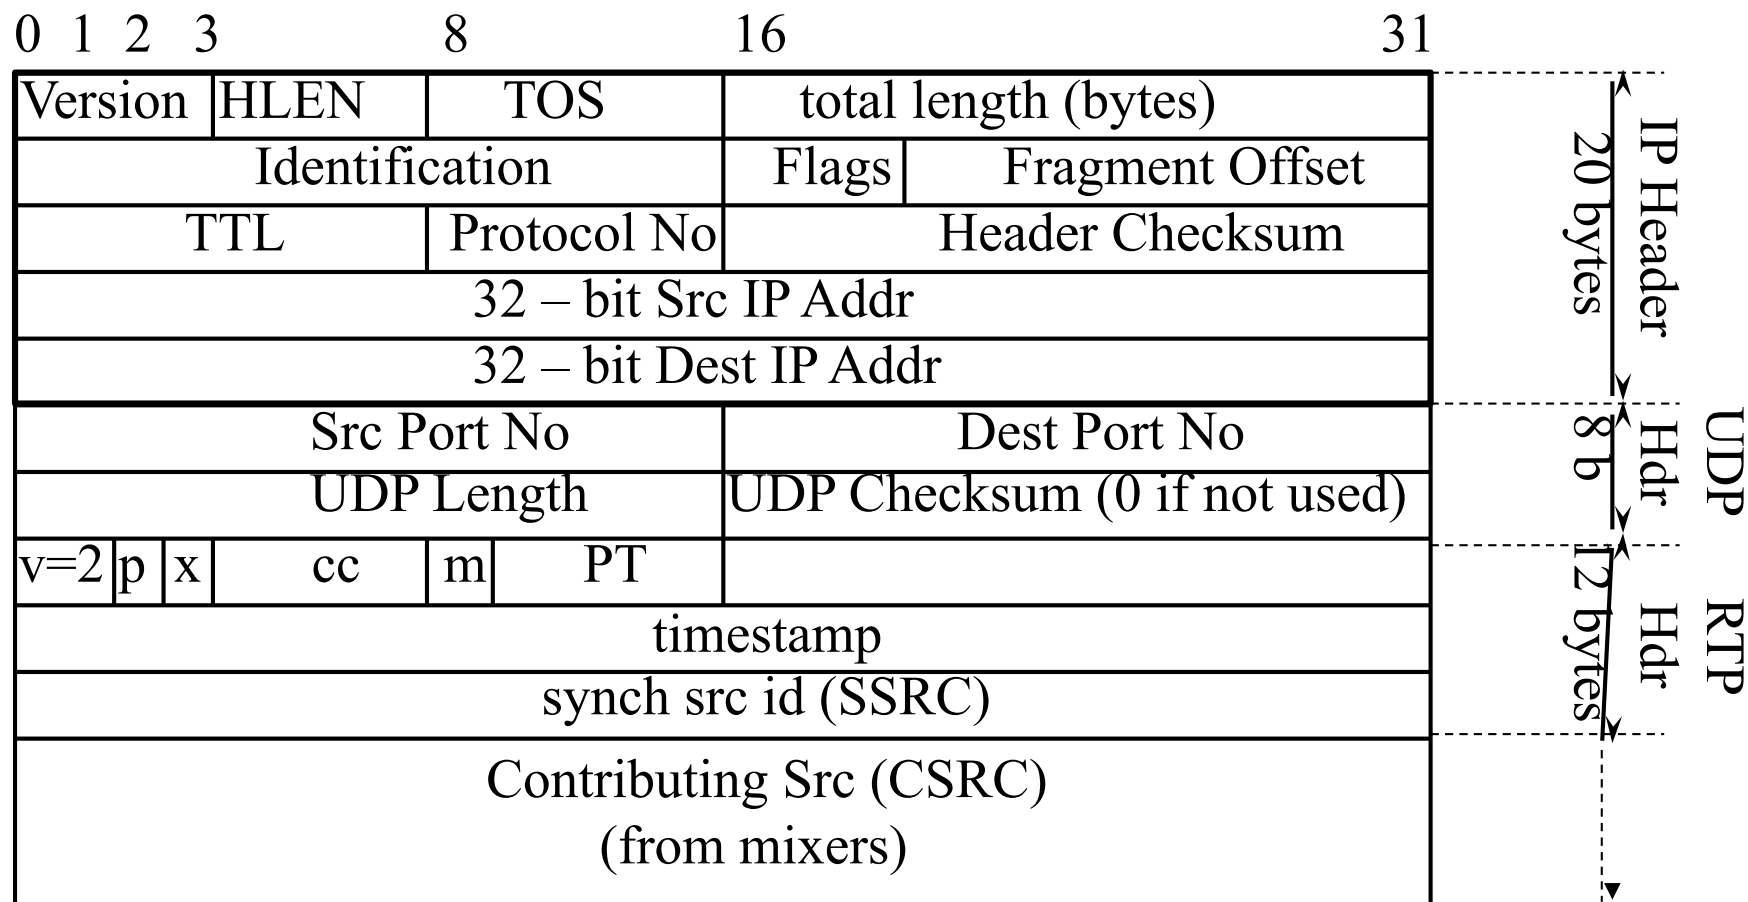 0 1 2 3 8 16 31
Version HLEN TOS total length (bytes)
Identification Flags Fragment Offset
TTL Protocol No Header Checksum
32 – bit Src IP Addr
32 – bit Dest IP Addr
Src Port No Dest Port No
UDP Length UDP Checksum (0 if not used)
v=2 p x cc m PT
timestamp
synch src id (SSRC)
Contributing Src (CSRC)
(from mixers)
IP Header
20 bytes
UDP
Hdr
8 b
RTP
Hdr
12 bytes